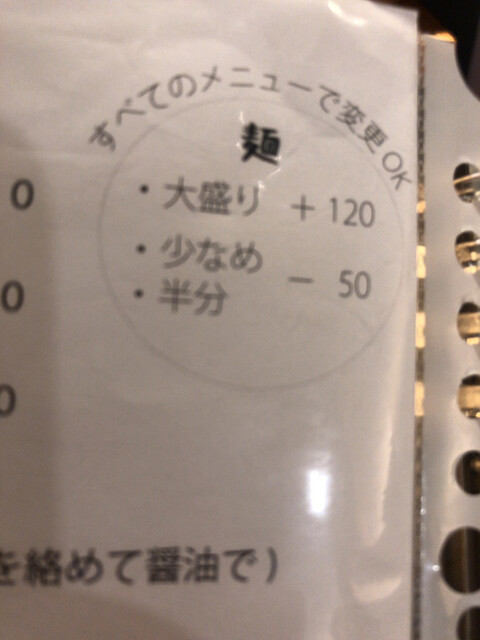 すべてのメニューで変更OK
麺
・大盛り ＋120
・少なめ
・半分 － 50
0
0
0
を絡めて醤油で）